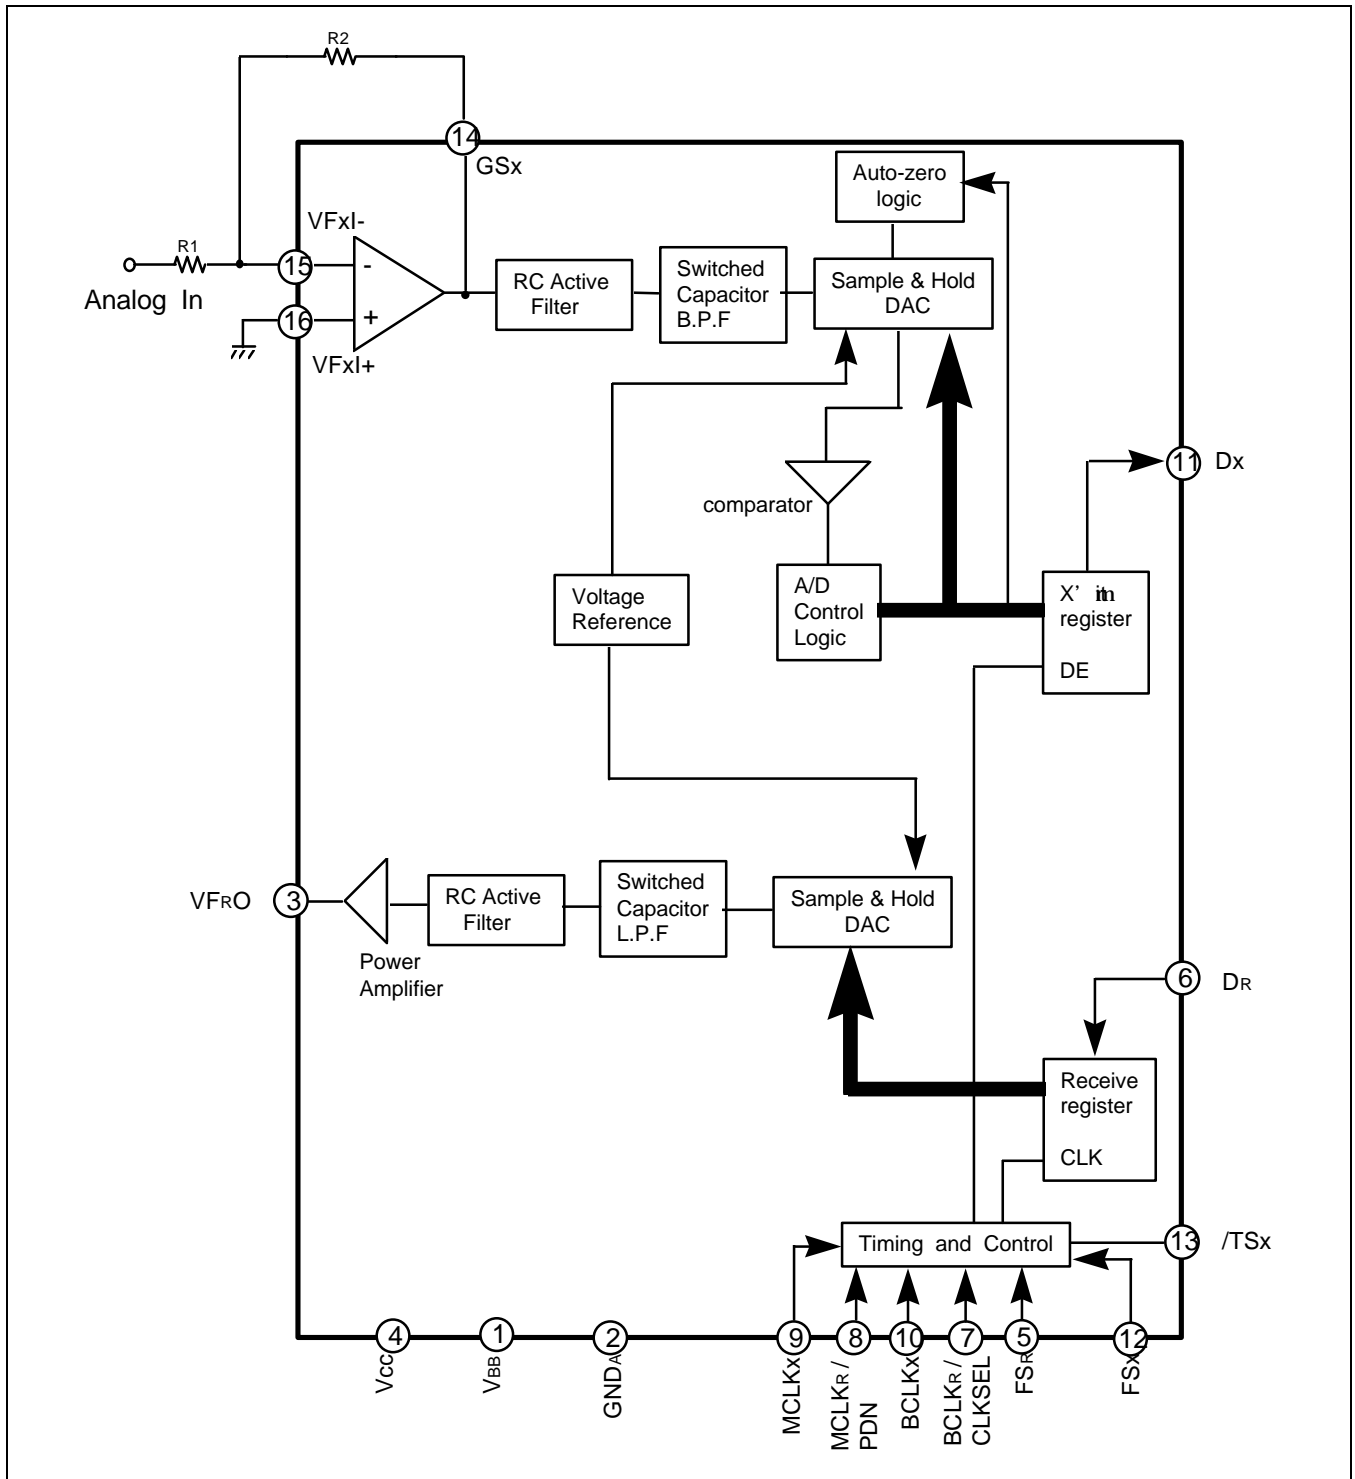 R2
14
GSx
Auto-zero
logic
VFxI-
R1
15
-
Analog In
16
+
VFxI+
RC Active
Filter
Switched
Capacitor
B.P.F
Sample & Hold
DAC
11
Dx
comparator
Voltage
Reference
A/D
Control
Logic
X'
register
DE
VFRO
3
Power
Amplifier
RC Active
Filter
Switched
Capacitor
L.P.F
Sample & Hold
DAC
6
DR
Receive
register
CLK
Timing and Control
13
/TSx
4
1
2
9
8
10
7
5
12
Vcc
VBB
GNDA
MCLKx
MCLKR /
PDN
BCLKx
BCLKR /
CLKSEL
FSR
FSx